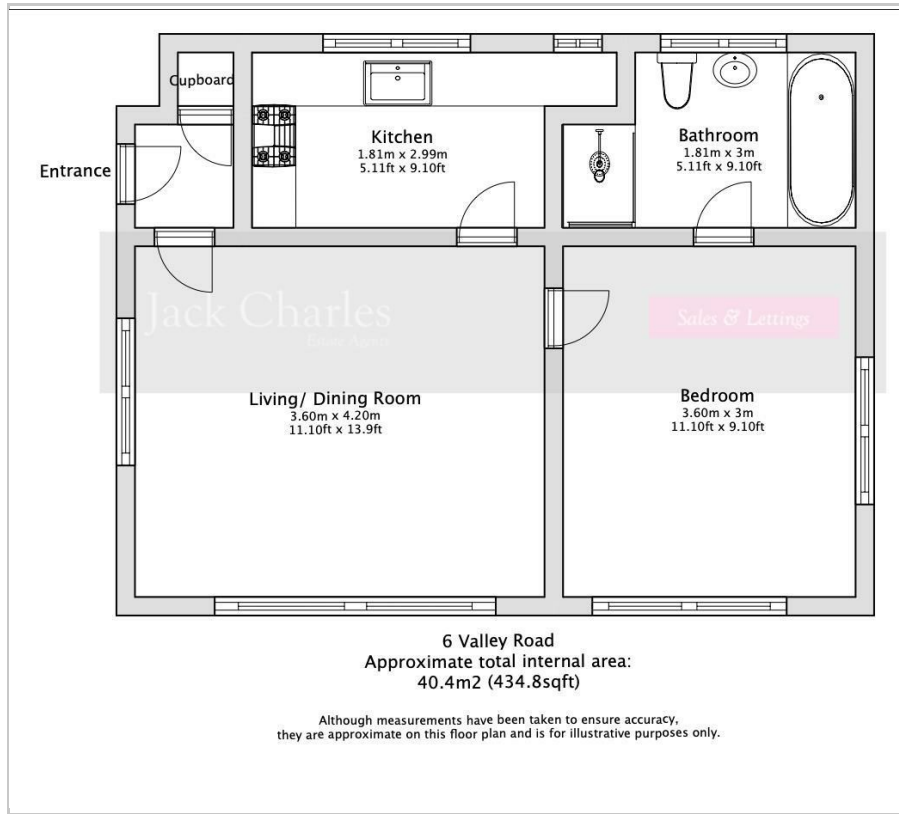 Cupboard
Kitchen
1.81m x 2.99m
5.11ft x 9.10ft
Bathroom
1.81m x 3m
5.11ft x 9.10ft
Entrance
Jack Charles
Estate Agents
Sales & Lettings
Living/ Dining Room
3.60m x 4.20m
11.10ft x 13.9ft
Bedroom
3.60m x 3m
11.10ft x 9.10ft
6 Valley Road
Approximate total internal area:
40.4m2 (434.8sqft)
Although measurements have been taken to ensure accuracy,
they are approximate on this floor plan and is for illustrative purposes only.